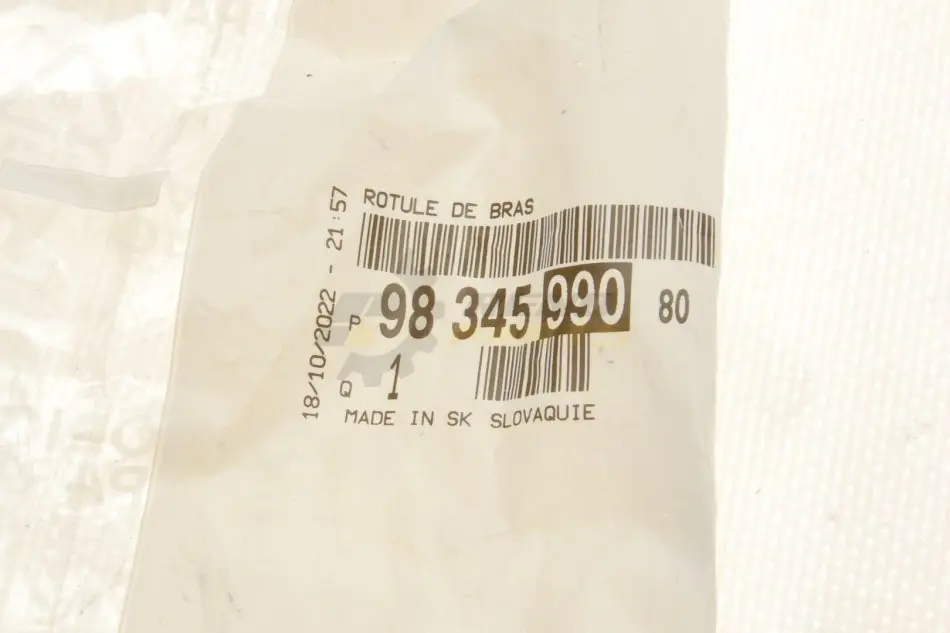 ROTULE DE BRAS
P 98 345 990 80
Q 1
MADE IN SK SLOVAQUIE
18/10/2022 - 21:57